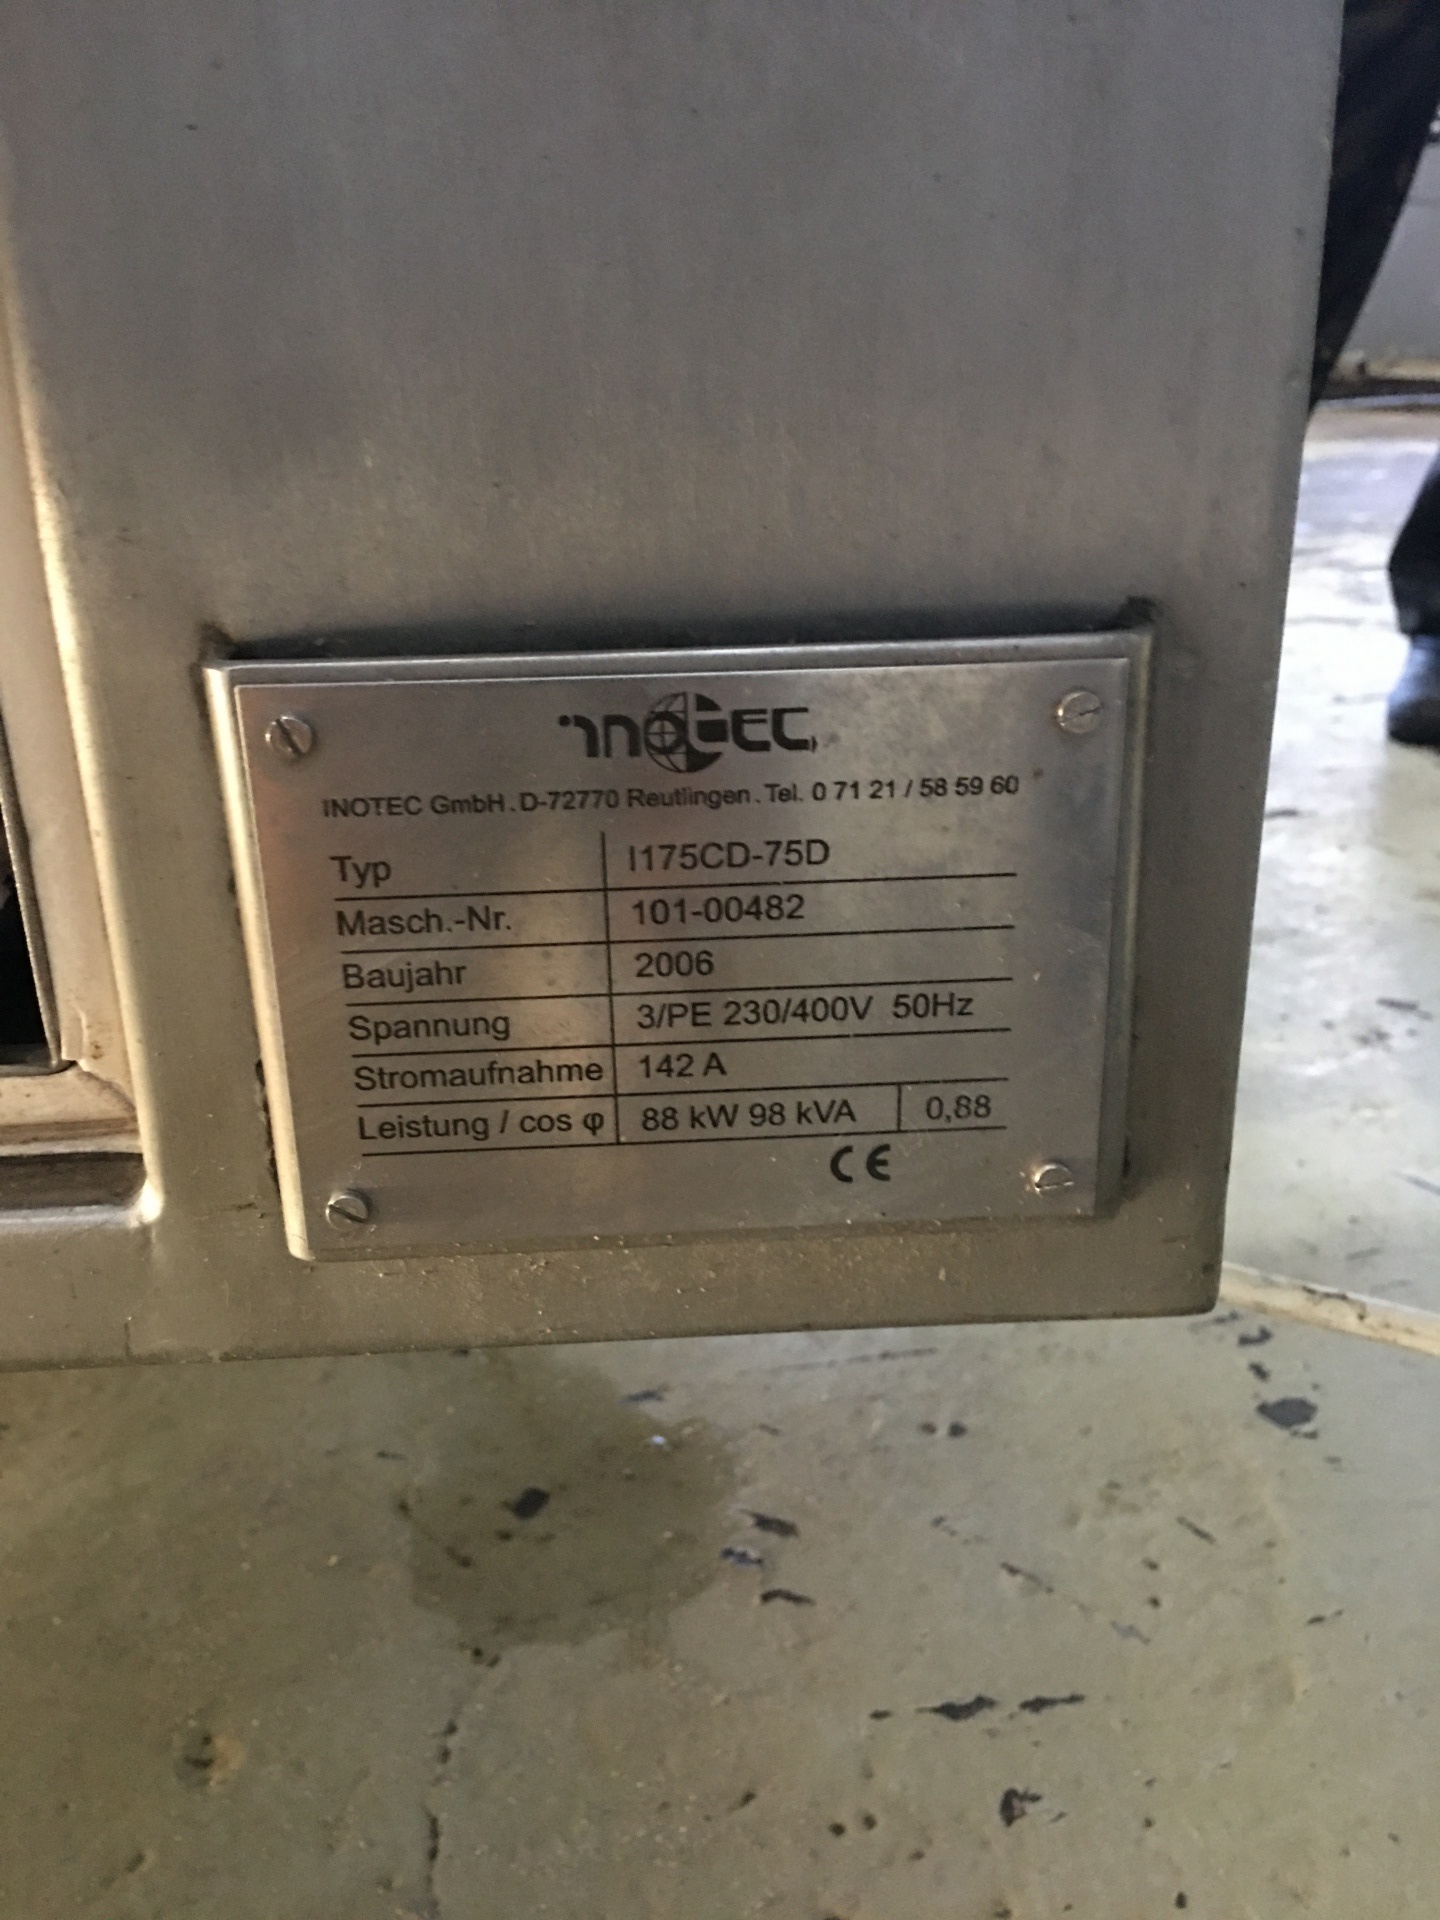 INOTEC
INOTEC GmbH . D-72770 Reutlingen . Tel. 0 71 21 / 58 59 60
Typ I175CD-75D
Masch.-Nr. 101-00482
Baujahr 2006
Spannung 3/PE 230/400V 50Hz
Stromaufnahme 142 A
Leistung / cos φ 88 kW 98 kVA 0,88
CE